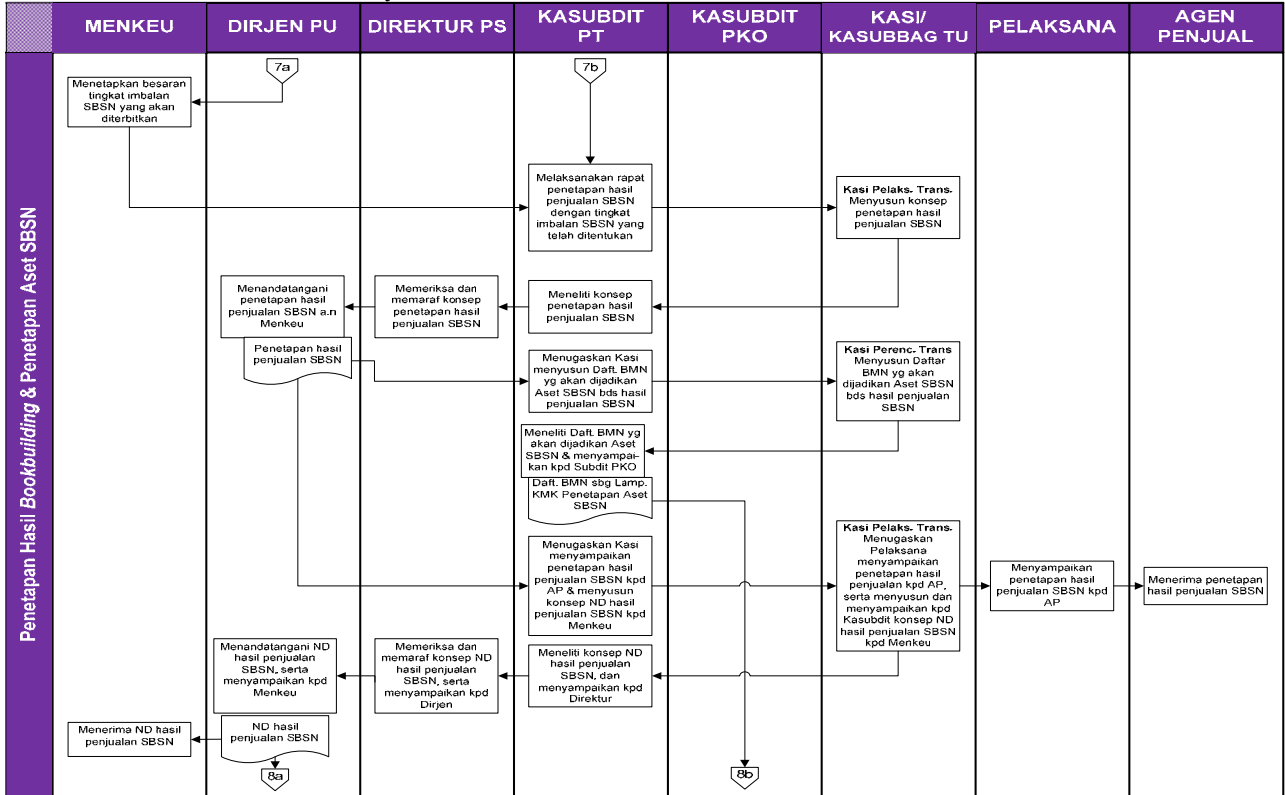 MENKEU
DIRJEN PU
DIREKTUR PS
KASUBDIT
PT
KASUBDIT
PKO
KASI/
KASUBBAG TU
PELAKSANA
AGEN
PENJUAL
Penetapan Hasil Bookbuilding & Penetapan Aset SBSN
7a
7b
Menetapkan besaran
tingkat imbalan
SBSN yang akan
diterbitkan
Melaksanakan rapat
penetapan hasil
penjualan SBSN
dengan tingkat
imbalan SBSN yang
telah ditentukan
Kasi Pelaks. Trans.
Menyusun konsep
penetapan hasil
penjualan SBSN
Menandatangani
penetapan hasil
penjualan SBSN a.n
Menkeu
Memeriksa dan
memaraf konsep
penetapan hasil
penjualan SBSN
Meneliti konsep
penetapan hasil
penjualan SBSN
Penetapan hasil
penjualan SBSN
Menugaskan Kasi
menyusun Daft. BMN
yg akan dijadikan
Aset SBSN bds hasil
penjualan SBSN
Kasi Perenc. Trans
Menyusun Daftar
BMN yg akan
dijadikan Aset SBSN
bds hasil penjualan
SBSN
Meneliti Daft. BMN yg
akan dijadikan Aset
SBSN & menyampai-
kan kpd Subdit PKO
Daft. BMN sbg Lamp.
KMK Penetapan Aset
SBSN
Menugaskan Kasi
menyampaikan
penetapan hasil
penjualan SBSN kpd
AP & menyusun
konsep ND hasil
penjualan SBSN kpd
Menkeu
Kasi Pelaks. Trans.
Menugaskan
Pelaksana
menyampaikan
penetapan hasil
penjualan kpd AP,
serta menyusun dan
menyampaikan kpd
Kasubdit konsep ND
hasil penjualan SBSN
kpd Menkeu
Menyampaikan
penetapan hasil
penjualan SBSN kpd
AP
Menerima penetapan
hasil penjualan SBSN
Menandatangani ND
hasil penjualan
SBSN, serta
menyampaikan kpd
Menkeu
Memeriksa dan
memaraf konsep ND
hasil penjualan
SBSN, serta
menyampaikan kpd
Dirjen
Meneliti konsep ND
hasil penjualan
SBSN, dan
menyampaikan kpd
Direktur
Menerima ND hasil
penjualan SBSN
ND hasil
penjualan SBSN
8a
8b